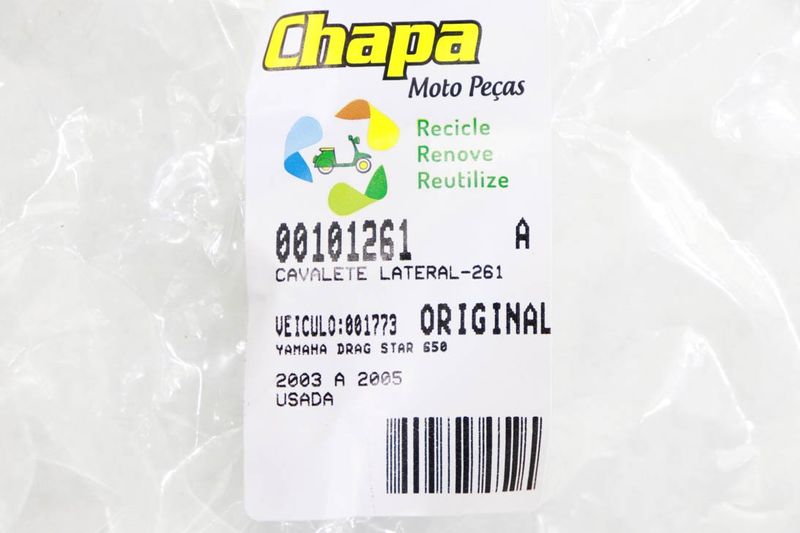 Chapa
Moto Peças
Recicle
Renove
Reutilize
00101261 A
CAVALETE LATERAL-261
VEICULO:001773 ORIGINAL
YAMAHA DRAG STAR 650
2003 A 2005
USADA